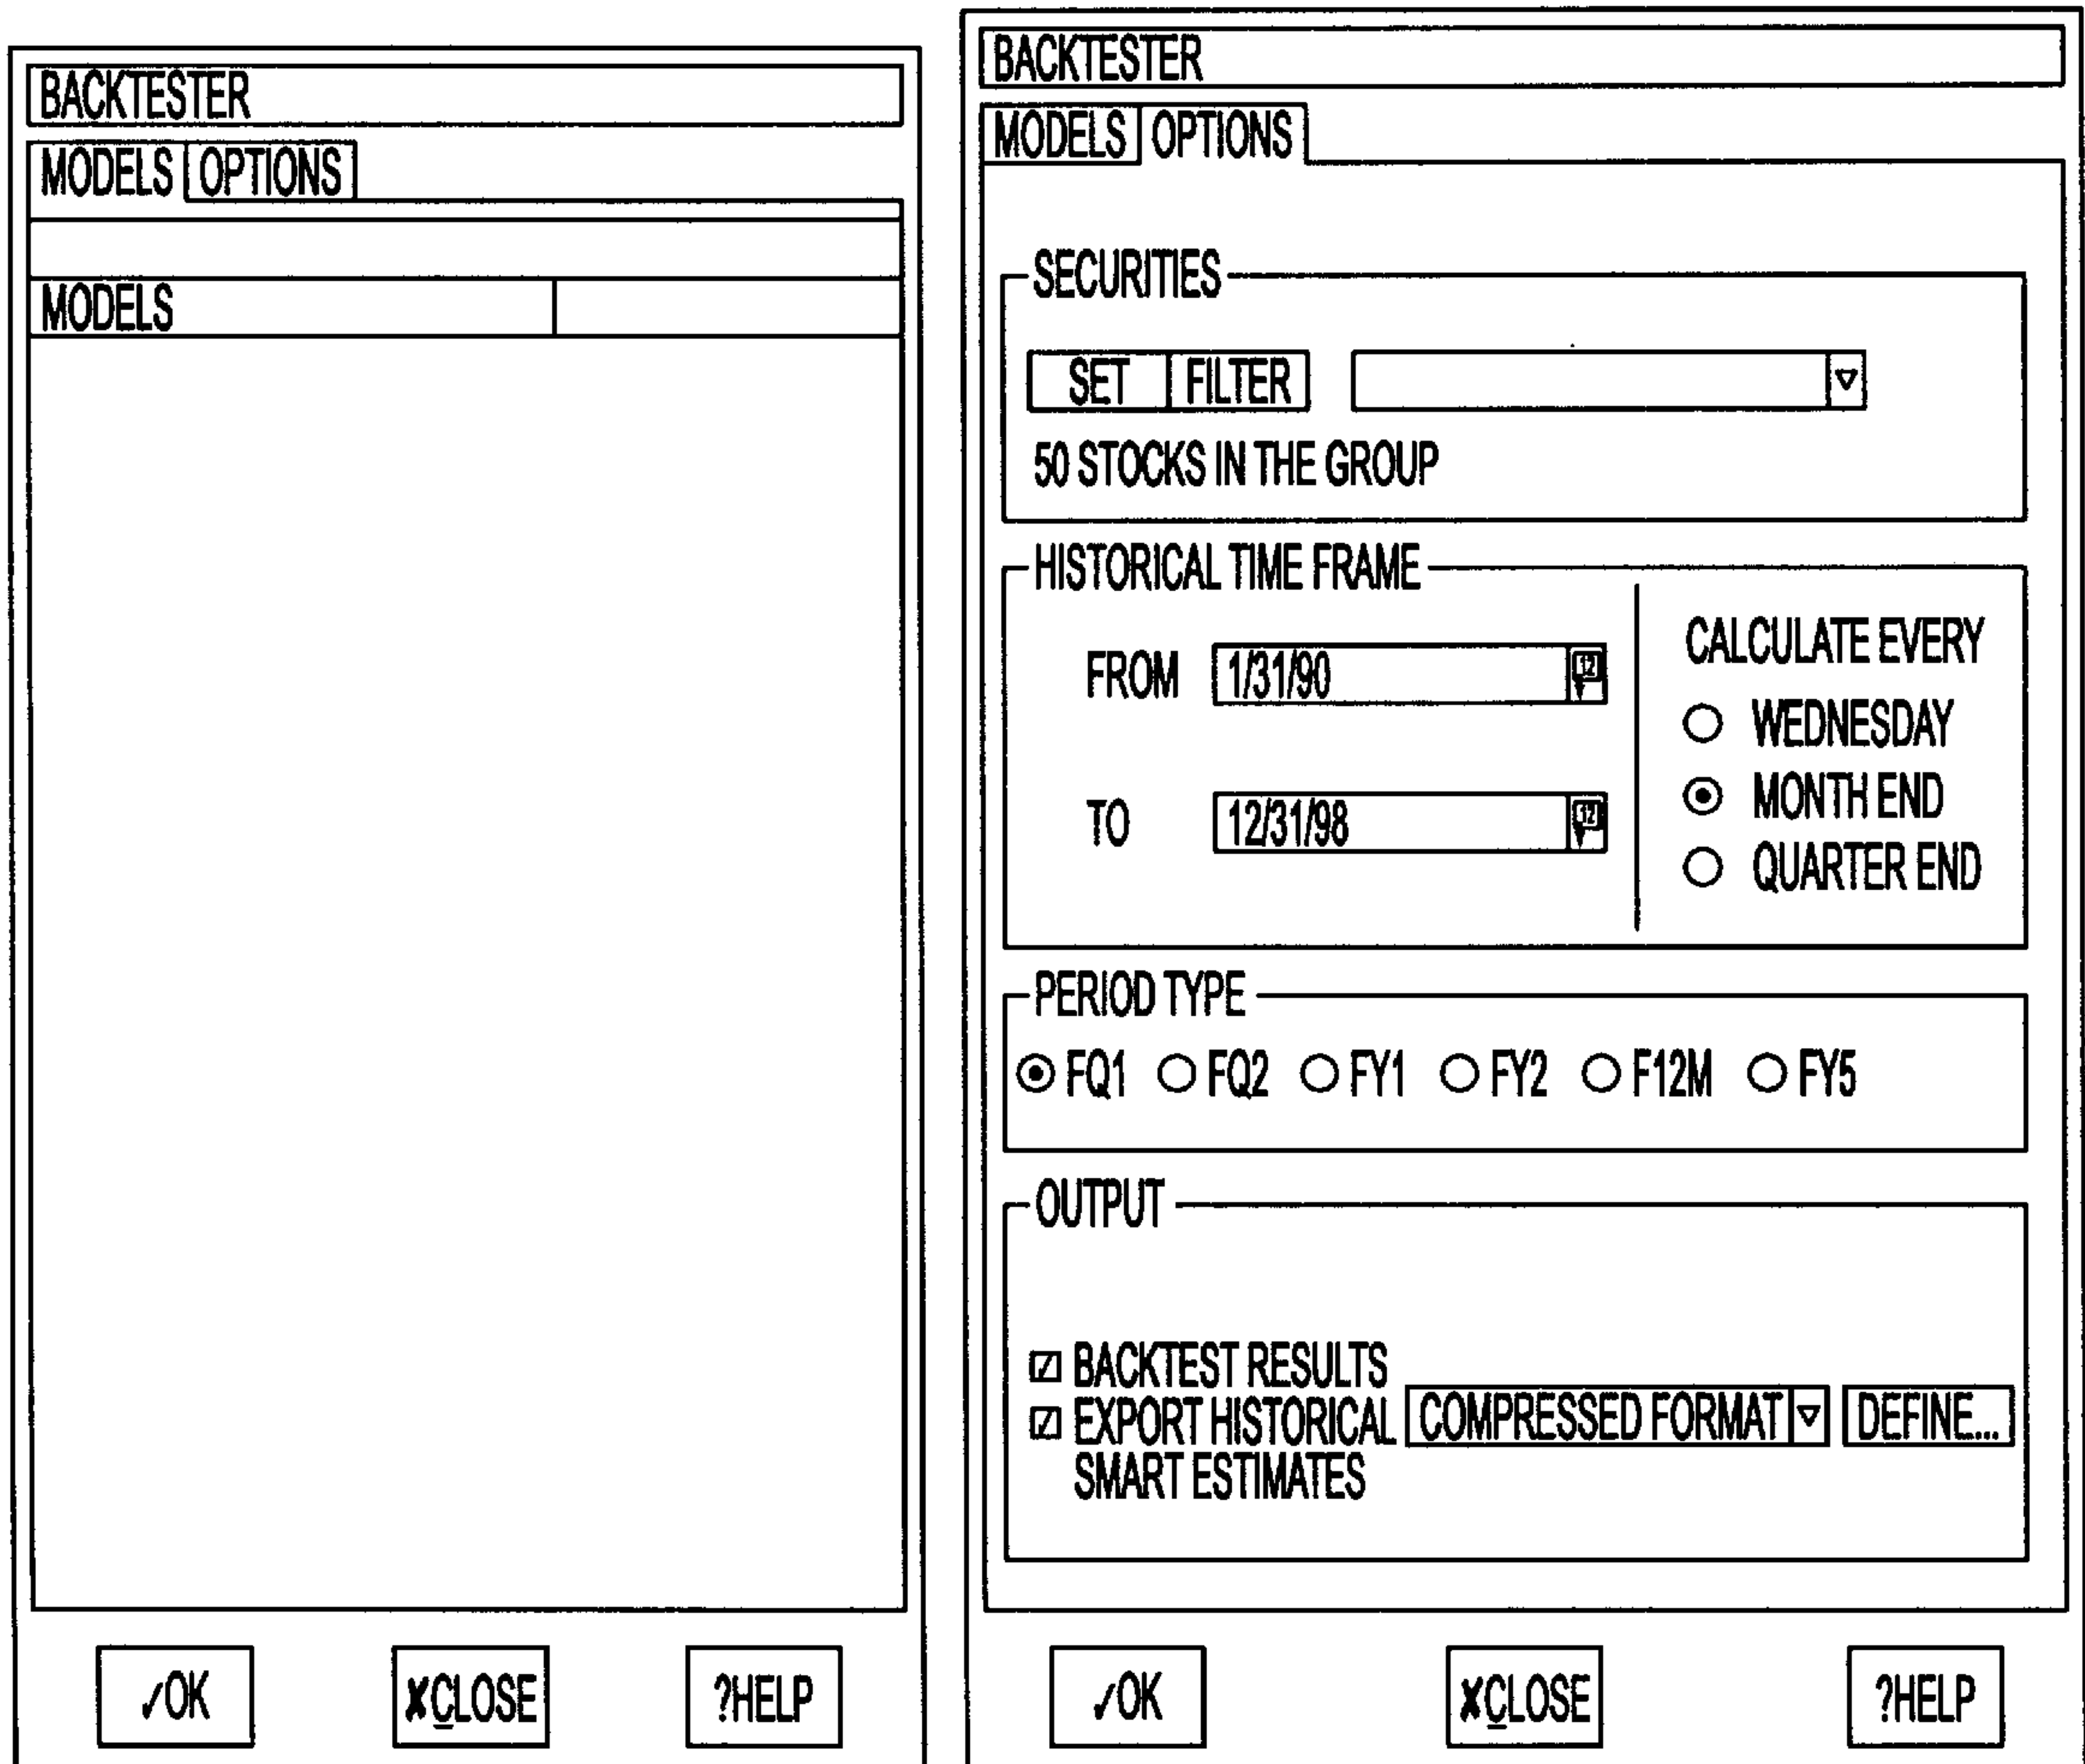 BACKTESTER
MODELS OPTIONS
MODELS
✓OK
✗CLOSE
?HELP
BACKTESTER
MODELS OPTIONS
SECURITIES
SET FILTER
50 STOCKS IN THE GROUP
HISTORICAL TIME FRAME
FROM 1/31/90 12
TO 12/31/98 12
CALCULATE EVERY
WEDNESDAY
MONTH END
QUARTER END
PERIOD TYPE
FQ1 FQ2 FY1 FY2 F12M FY5
OUTPUT
BACKTEST RESULTS
EXPORT HISTORICAL COMPRESSED FORMAT DEFINE...
SMART ESTIMATES
✓OK
✗CLOSE
?HELP